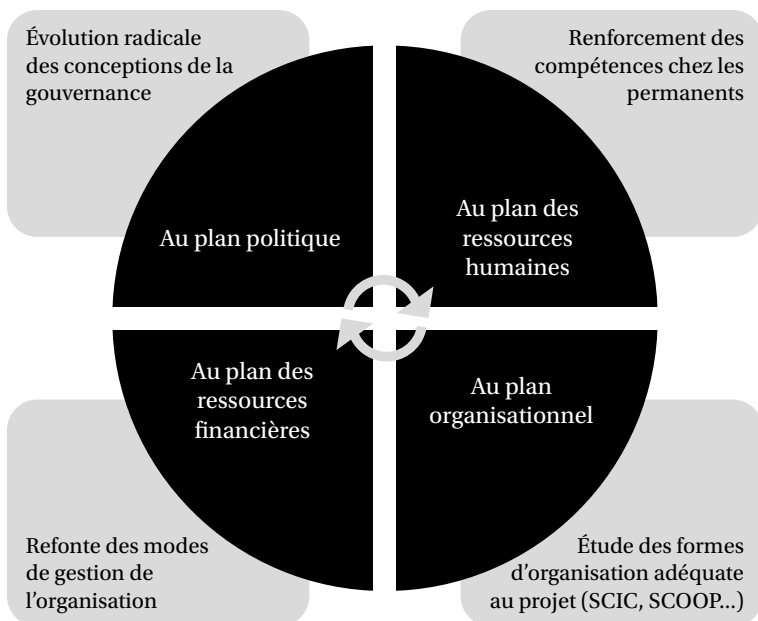 Évolution radicale
des conceptions de la
gouvernance
Renforcement des
compétences chez les
permanents
Au plan politique
Au plan des
ressources
humaines
Au plan des
ressources
financières
Au plan
organisationnel
Refonte des modes
de gestion de
l’organisation
Étude des formes
d’organisation adéquate
au projet (SCIC, SCOOP...)